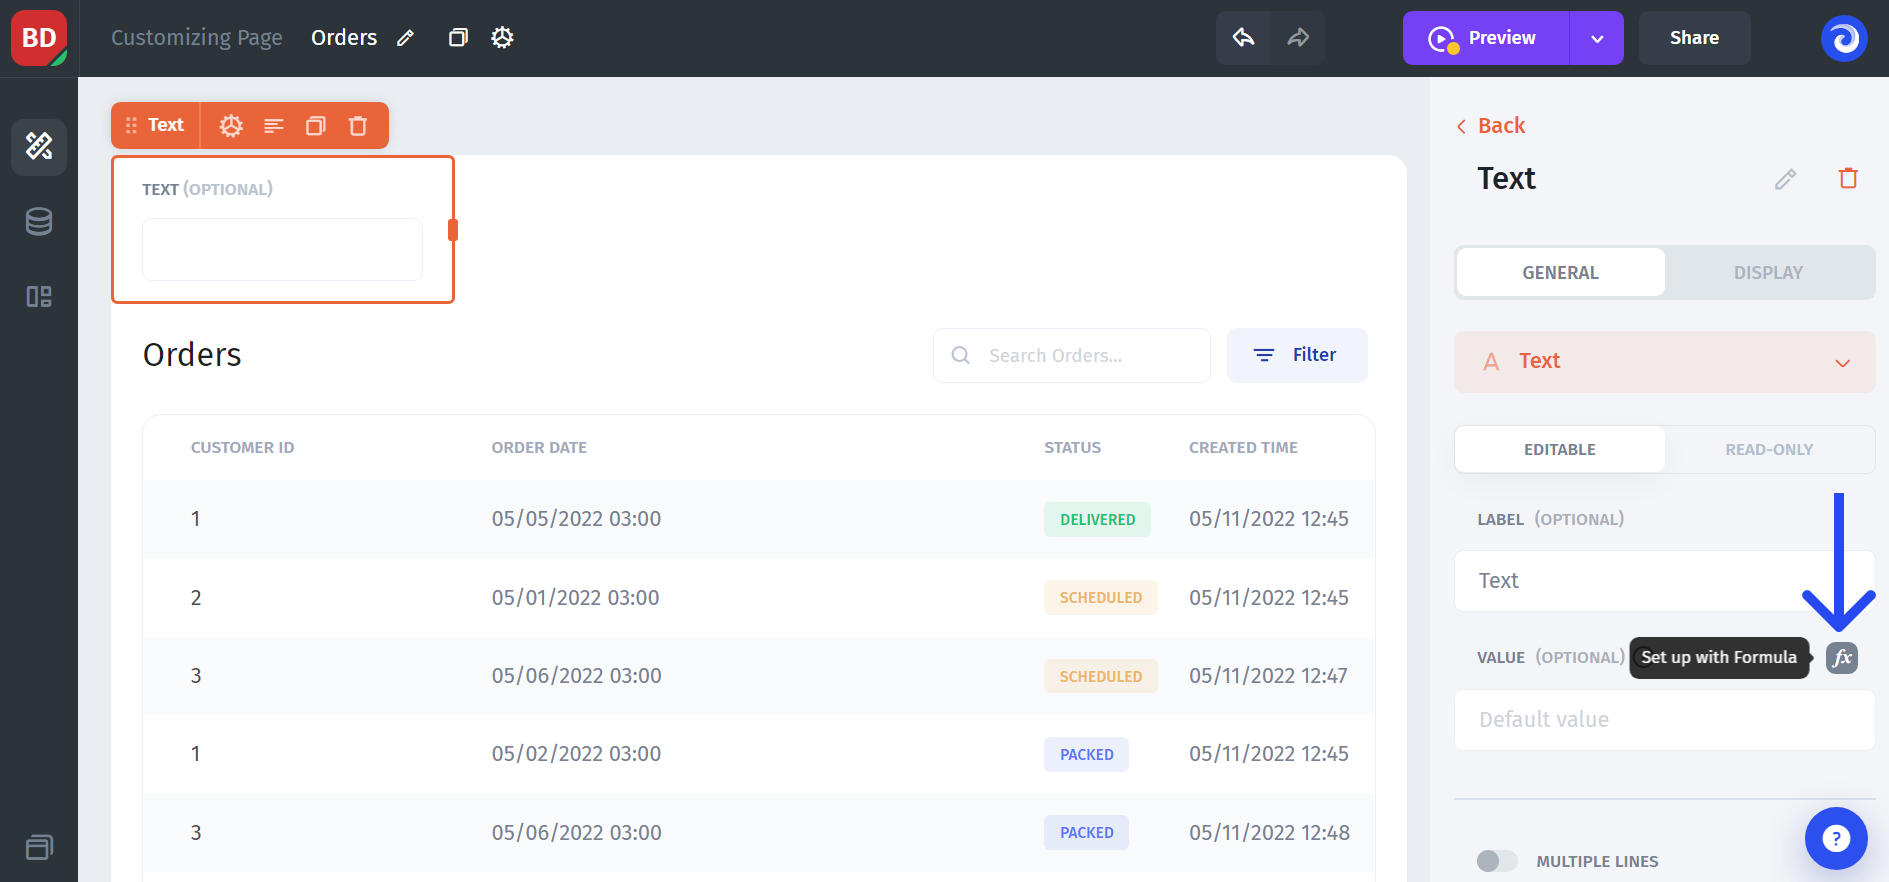 BD
Customizing Page Orders
Preview
Share
Text
TEXT (OPTIONAL)
Orders
Search Orders...
Filter
CUSTOMER ID ORDER DATE STATUS CREATED TIME
1 05/05/2022 03:00 DELIVERED 05/11/2022 12:45
2 05/01/2022 03:00 SCHEDULED 05/11/2022 12:45
3 05/06/2022 03:00 SCHEDULED 05/11/2022 12:47
1 05/02/2022 03:00 PACKED 05/11/2022 12:45
3 05/06/2022 03:00 PACKED 05/11/2022 12:48
Back
Text
GENERAL DISPLAY
A Text
EDITABLE READ-ONLY
LABEL (OPTIONAL)
Text
VALUE (OPTIONAL) Set up with Formula fx
Default value
?
MULTIPLE LINES